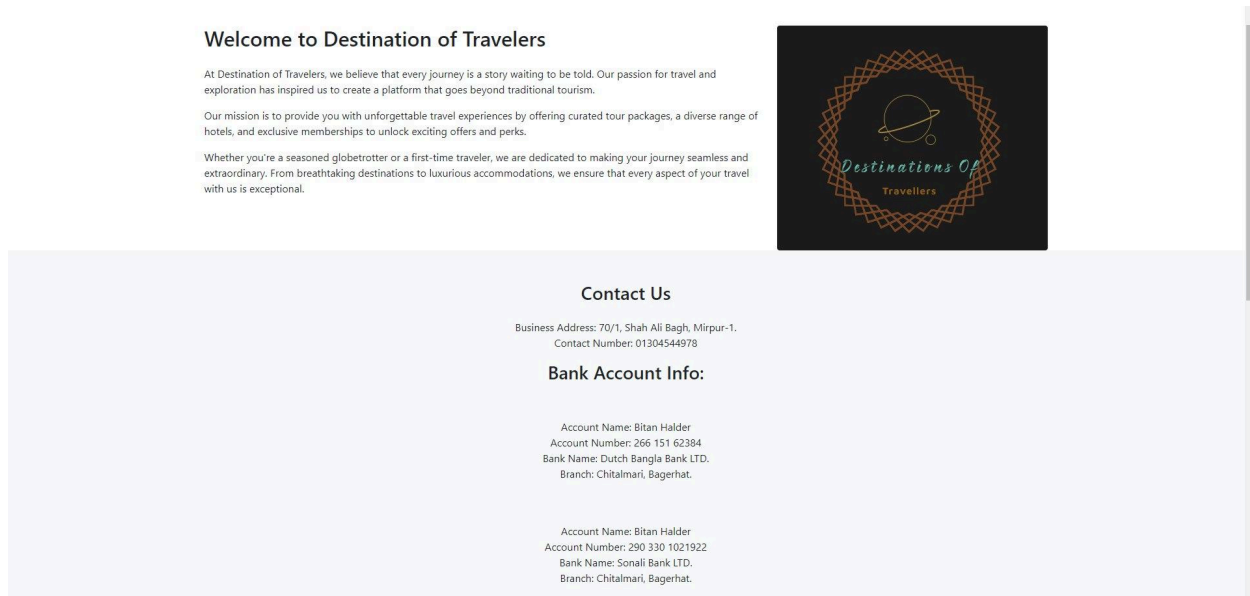 Welcome to Destination of Travelers
At Destination of Travelers, we believe that every journey is a story waiting to be told. Our passion for travel and
exploration has inspired us to create a platform that goes beyond traditional tourism.
Our mission is to provide you with unforgettable travel experiences by offering curated tour packages, a diverse range of
hotels, and exclusive memberships to unlock exciting offers and perks.
Whether you're a seasoned globetrotter or a first-time traveler, we are dedicated to making your journey seamless and
extraordinary. From breathtaking destinations to luxurious accommodations, we ensure that every aspect of your travel
with us is exceptional.
Destinations Of
Travellers
Contact Us
Business Address: 70/1, Shah Ali Bagh, Mirpur-1.
Contact Number: 01304544978
Bank Account Info:
Account Name: Bitan Halder
Account Number: 266 151 62384
Bank Name: Dutch Bangla Bank LTD.
Branch: Chitalmari, Bagerhat.
Account Name: Bitan Halder
Account Number: 290 330 1021922
Bank Name: Sonali Bank LTD.
Branch: Chitalmari, Bagerhat.